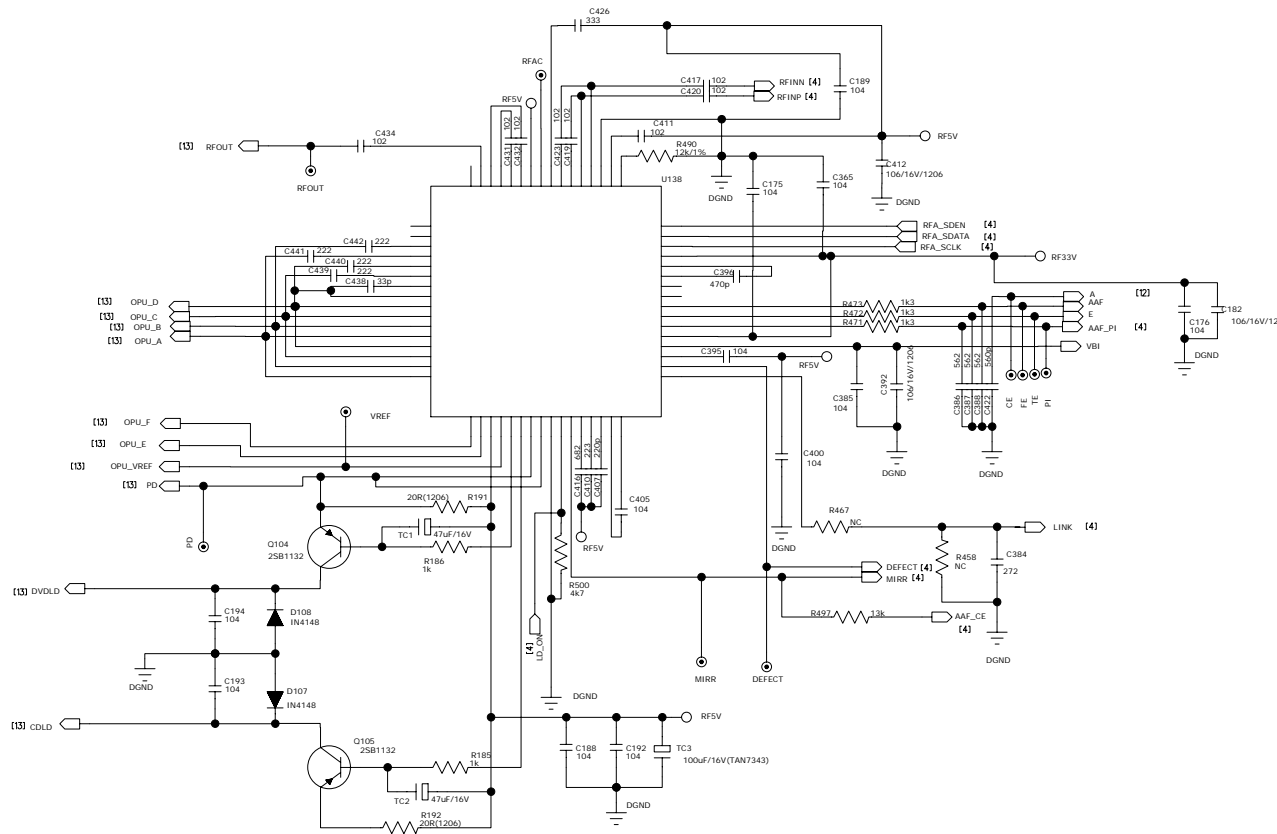 C426
333
RFAC
C417 102
RFINN [4]
C420 102
RFINP [4]
C189
104
RF5V
102
102
C431
C432
102
102
C423
C419
C411
102
RF5V
C434
102
[13] RFOUT
RFOUT
R490
12k/1%
C412
106/16V/1206
DGND
U138
DGND
C175
104
C365
104
RFA_SDEN [4]
RFA_SDATA [4]
RFA_SCLK [4]
RF33V
C442 222
C441 222
C440 222
C439 222
C438 33p
C396
470p
[13] OPU_D
[13] OPU_C
[13] OPU_B
[13] OPU_A
R473 1k3
R472 1k3
R471 1k3
A [12]
AAF
E
AAF_PI [4]
VBI
C176
104
C182
106/16V/12
DGND
C395 104
RF5V
C385
104
C392
106/16V/1206
DGND
562
562
562
560p
C386
C387
C388
C422
CE
FE
TE
PI
DGND
VREF
[13] OPU_F
[13] OPU_E
[13] OPU_VREF
[13] PD
PD
20R(1206) R191
TC1 47uF/16V
R186
1k
Q104
2SB1132
682
223
220p
C416
C410
C407
RF5V
C405
104
C400
104
DGND
R467
NC
LINK [4]
R458
NC
C384
272
DGND
R500
4k7
DEFECT [4]
MIRR [4]
R497 13k
AAF_CE
[4]
[13] DVDLD
C194
104
D108
IN4148
[4]
LD_ON
MIRR
DEFECT
DGND
C193
104
D107
IN4148
DGND
[13] CDLD
RF5V
Q105
2SB1132
R185
1k
C188
104
C192
104
TC3
100uF/16V(TAN7343)
TC2 47uF/16V
DGND
R192
20R(1206)